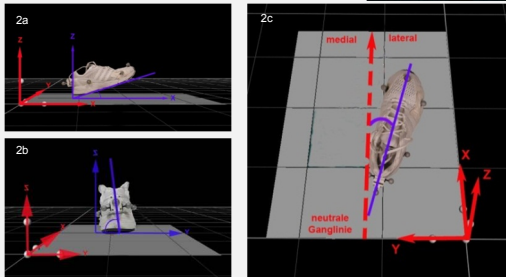 2a
Z
Z
Y
X
X
2b
2c
medial
lateral
neutrale
Ganglinie
X
Z
Y